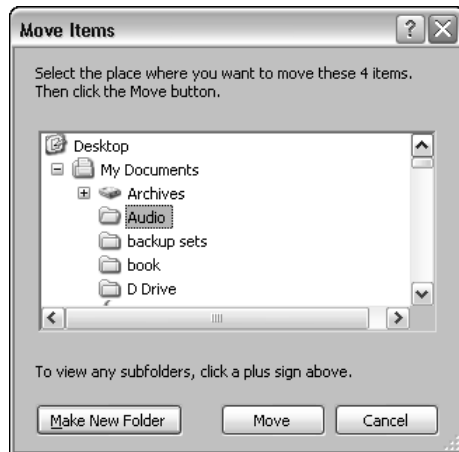 Move Items
Select the place where you want to move these 4 items.
Then click the Move button.
Desktop
My Documents
Archives
Audio
backup sets
book
D Drive
To view any subfolders, click a plus sign above.
Make New Folder
Move
Cancel